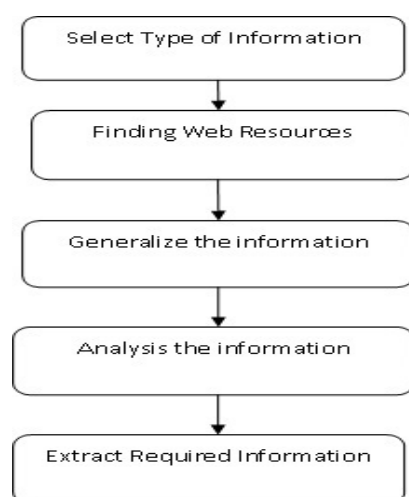 Select Type of Information
Finding Web Resources
Generalize the information
Analysis the information
Extract Required Information